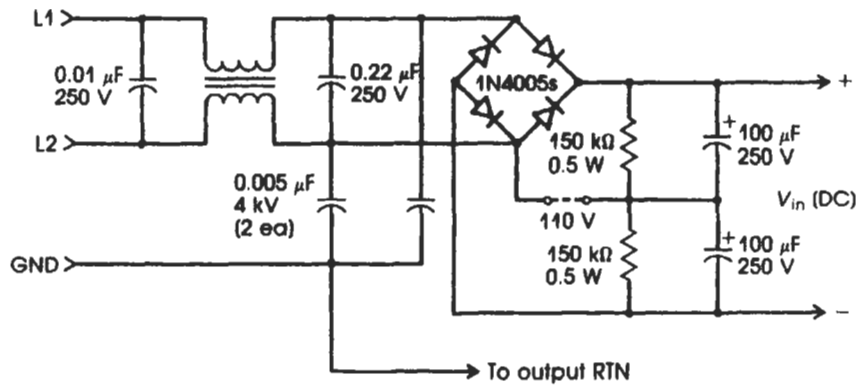 L1
0.01 μF
250 V
L2
0.22 μF
250 V
1N4005s
+
150 kΩ
0.5 W
+
100 μF
250 V
0.005 μF
4 kV
(2 ea)
110 V
Vin (DC)
150 kΩ
0.5 W
+
100 μF
250 V
GND
−
To output RTN